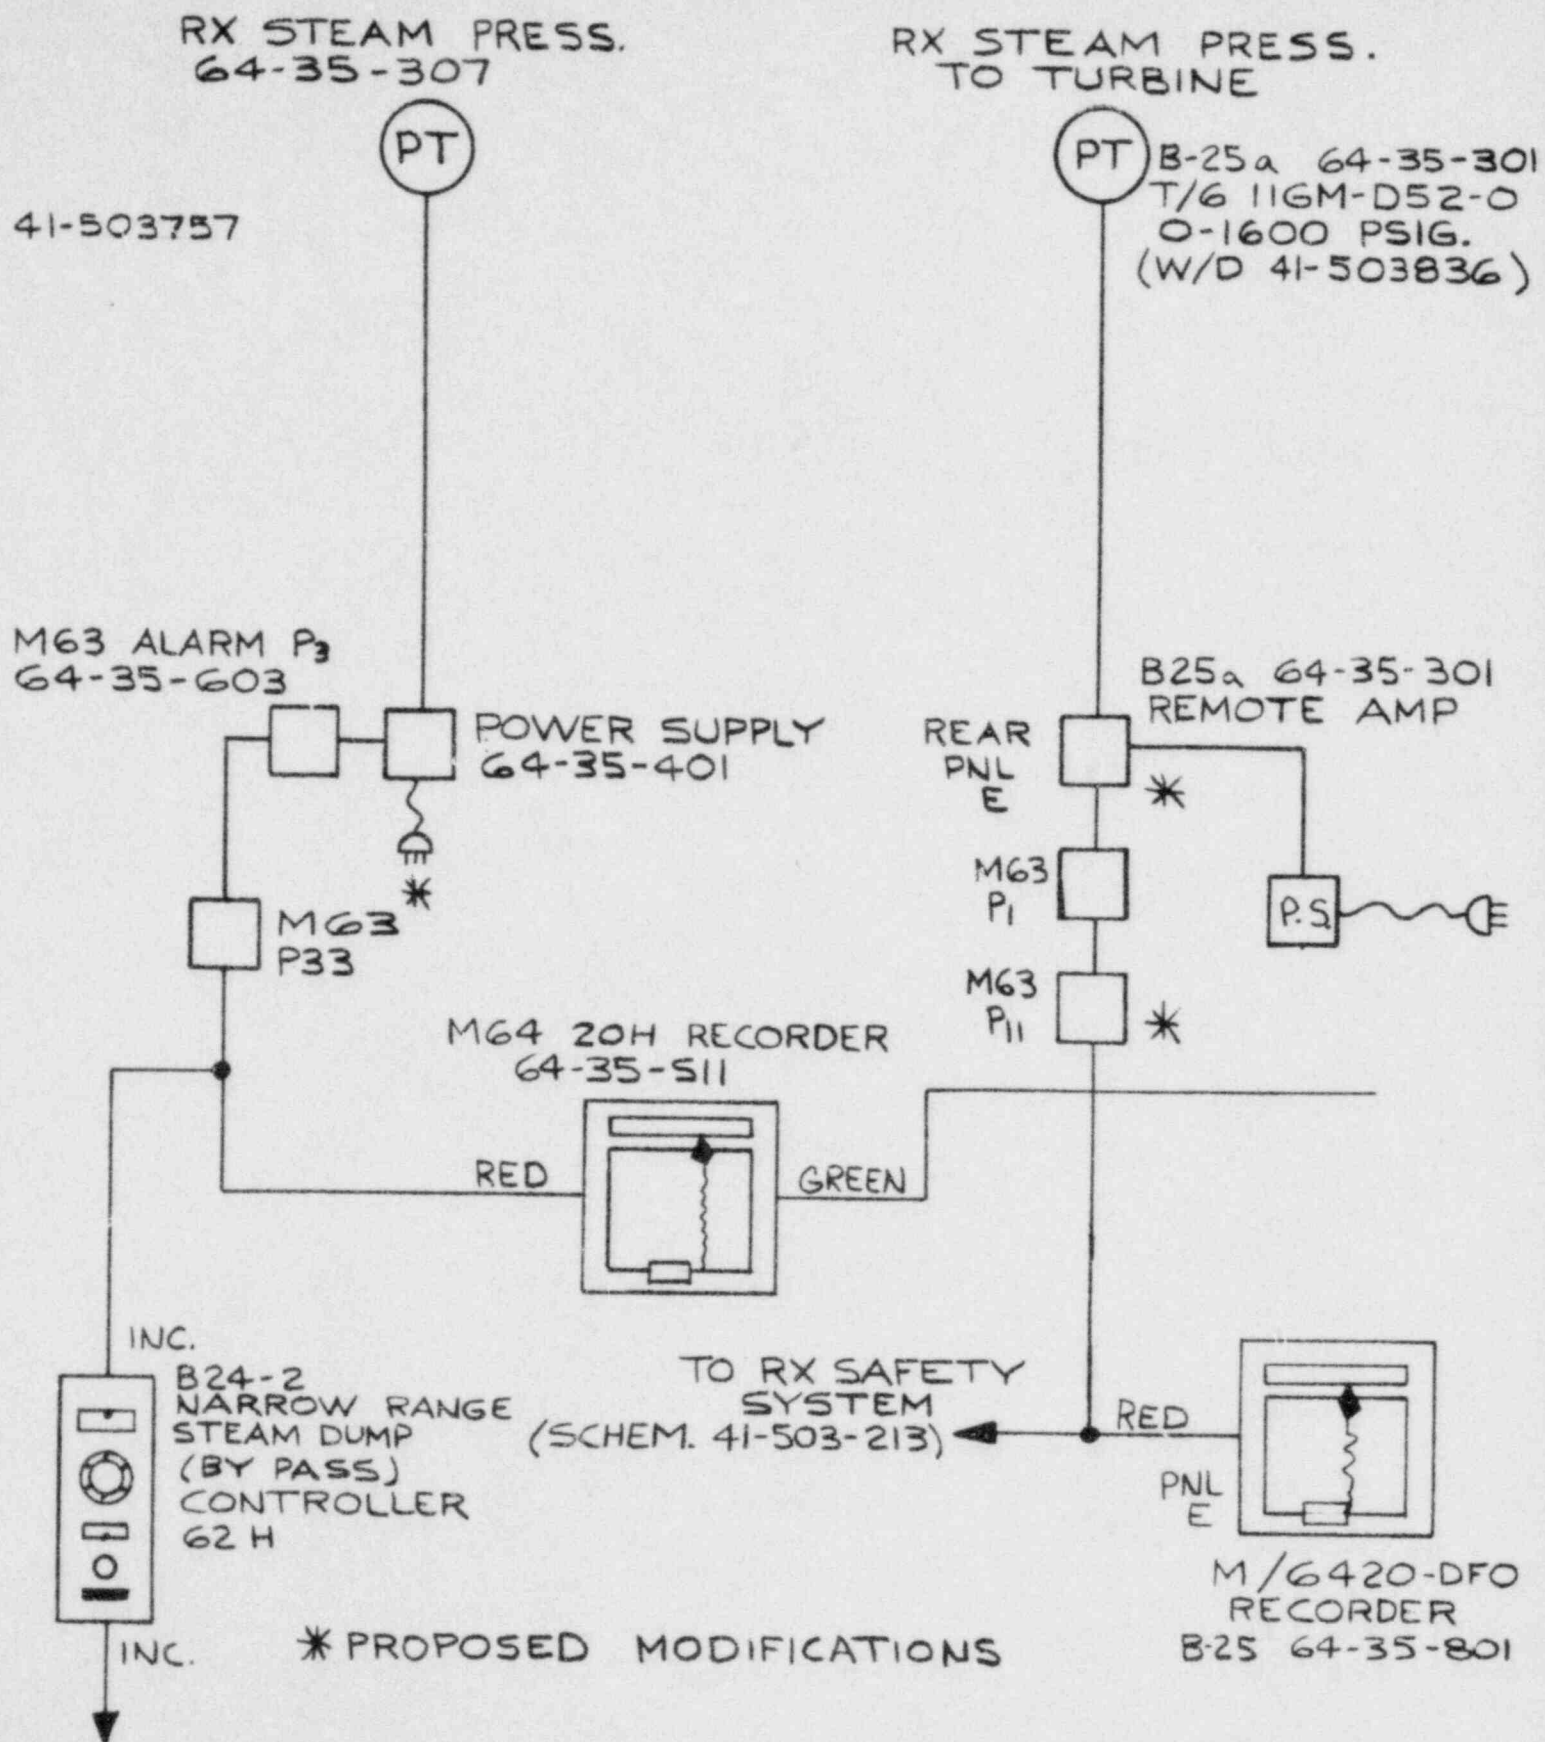 RX STEAM PRESS.
64-35-307
PT
41-503757
RX STEAM PRESS.
TO TURBINE
PT
B-25a 64-35-301
T/G 11GM-D52-0
0-1600 PSIG.
(W/D 41-503836)
M63 ALARM P3
64-35-603
POWER SUPPLY
64-35-401
*
M63
P33
REAR
PNL
E
B25a 64-35-301
REMOTE AMP
*
M63
P1
P.S.
M63
P11
*
M64 20H RECORDER
64-35-S11
RED
GREEN
INC.
B24-2
NARROW RANGE
STEAM DUMP
(BY PASS)
CONTROLLER
62 H
INC.
TO RX SAFETY
SYSTEM
(SCHEM. 41-503-213)
RED
PNL
E
M/6420-DFO
RECORDER
B-25 64-35-801
* PROPOSED MODIFICATIONS